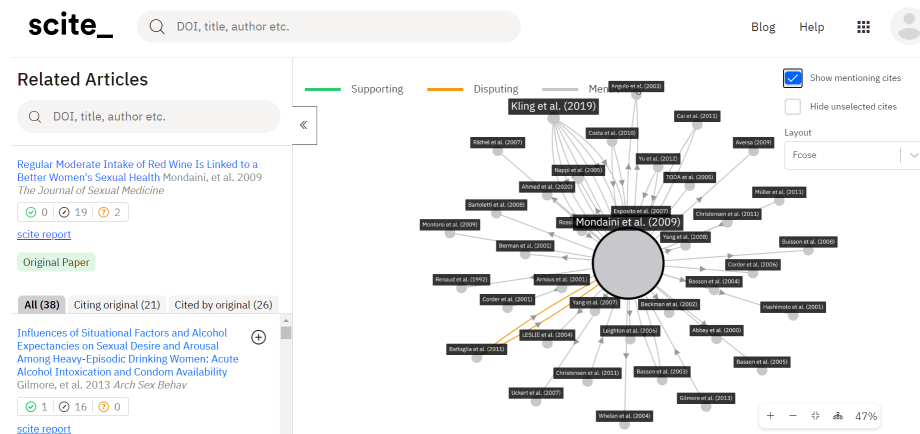 scite_
DOI, title, author etc.
Blog
Help
Related Articles
DOI, title, author etc.
Regular Moderate Intake of Red Wine Is Linked to a
Better Women's Sexual Health Mondaini, et al. 2009
The Journal of Sexual Medicine
0 19 2
scite report
Original Paper
All (38) Citing original (21) Cited by original (26)
Influences of Situational Factors and Alcohol
Expectancies on Sexual Desire and Arousal
Among Heavy-Episodic Drinking Women: Acute
Alcohol Intoxication and Condom Availability
Gilmore, et al. 2013 Arch Sex Behav
1 16 0
scite report
Supporting
Disputing
Show mentioning cites
Hide unselected cites
Layout
Fcose
Angulo et al. (2003)
Kling et al. (2019)
Cai et al. (2011)
Costa et al. (2010)
Räthel et al. (2007)
Aversa (2009)
Yu et al. (2012)
Nappi et al. (2005)
TODA et al. (2005)
Ahmed et al. (2020)
Müller et al. (2011)
Bartoletti et al. (2008)
Esposito et al. (2007)
Christensen et al. (2011)
Rossi
Mondaini et al. (2009)
Montorsi et al. (2009)
Yang et al. (2008)
Berman et al. (2001)
Buisson et al. (2008)
Corder et al. (2006)
Renaud et al. (1992)
Arnous et al. (2001)
Basson et al. (2004)
Corder et al. (2001)
Yang et al. (2007)
Beckman et al. (2002)
Hashimoto et al. (2001)
LESLIE et al. (2004)
Leighton et al. (2006)
Abbey et al. (2000)
Battaglia et al. (2011)
Basson et al. (2005)
Christensen et al. (2011)
Basson et al. (2003)
Uckert et al. (2007)
Gilmore et al. (2013)
Whelan et al. (2004)
47%